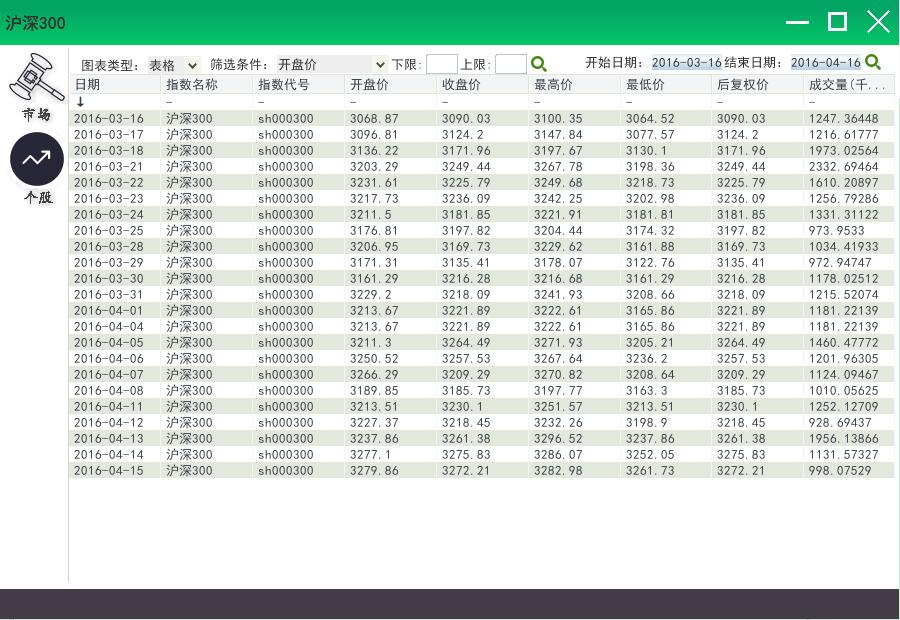 沪深300
图表类型: 表格 筛选条件: 开盘价 下限: 上限: 开始日期: 2016-03-16 结束日期: 2016-04-16
市场
个股
日期 指数名称 指数代号 开盘价 收盘价 最高价 最低价 后复权价 成交量(千...
↓ – – – – – – – –
2016-03-16 沪深300 sh000300 3068.87 3090.03 3100.35 3064.52 3090.03 1247.36448
2016-03-17 沪深300 sh000300 3096.81 3124.2 3147.84 3077.57 3124.2 1216.61777
2016-03-18 沪深300 sh000300 3136.22 3171.96 3197.67 3130.1 3171.96 1973.02564
2016-03-21 沪深300 sh000300 3203.29 3249.44 3267.78 3198.36 3249.44 2332.69464
2016-03-22 沪深300 sh000300 3231.61 3225.79 3249.68 3218.73 3225.79 1610.20897
2016-03-23 沪深300 sh000300 3217.73 3236.09 3242.25 3202.98 3236.09 1256.79286
2016-03-24 沪深300 sh000300 3211.5 3181.85 3221.91 3181.81 3181.85 1331.31122
2016-03-25 沪深300 sh000300 3176.81 3197.82 3204.44 3174.32 3197.82 973.9533
2016-03-28 沪深300 sh000300 3206.95 3169.73 3229.62 3161.88 3169.73 1034.41933
2016-03-29 沪深300 sh000300 3171.31 3135.41 3178.07 3122.76 3135.41 972.94747
2016-03-30 沪深300 sh000300 3161.29 3216.28 3216.68 3161.29 3216.28 1178.02512
2016-03-31 沪深300 sh000300 3229.2 3218.09 3241.93 3208.66 3218.09 1215.52074
2016-04-01 沪深300 sh000300 3213.67 3221.89 3222.61 3165.86 3221.89 1181.22139
2016-04-04 沪深300 sh000300 3213.67 3221.89 3222.61 3165.86 3221.89 1181.22139
2016-04-05 沪深300 sh000300 3211.3 3264.49 3271.93 3205.21 3264.49 1460.47772
2016-04-06 沪深300 sh000300 3250.52 3257.53 3267.64 3236.2 3257.53 1201.96305
2016-04-07 沪深300 sh000300 3266.29 3209.29 3270.82 3208.64 3209.29 1124.09467
2016-04-08 沪深300 sh000300 3189.85 3185.73 3197.77 3163.3 3185.73 1010.05625
2016-04-11 沪深300 sh000300 3213.51 3230.1 3251.57 3213.51 3230.1 1252.12709
2016-04-12 沪深300 sh000300 3227.37 3218.45 3232.26 3198.9 3218.45 928.69437
2016-04-13 沪深300 sh000300 3237.86 3261.38 3296.52 3237.86 3261.38 1956.13866
2016-04-14 沪深300 sh000300 3277.1 3275.83 3286.07 3252.05 3275.83 1131.57327
2016-04-15 沪深300 sh000300 3279.86 3272.21 3282.98 3261.73 3272.21 998.07529